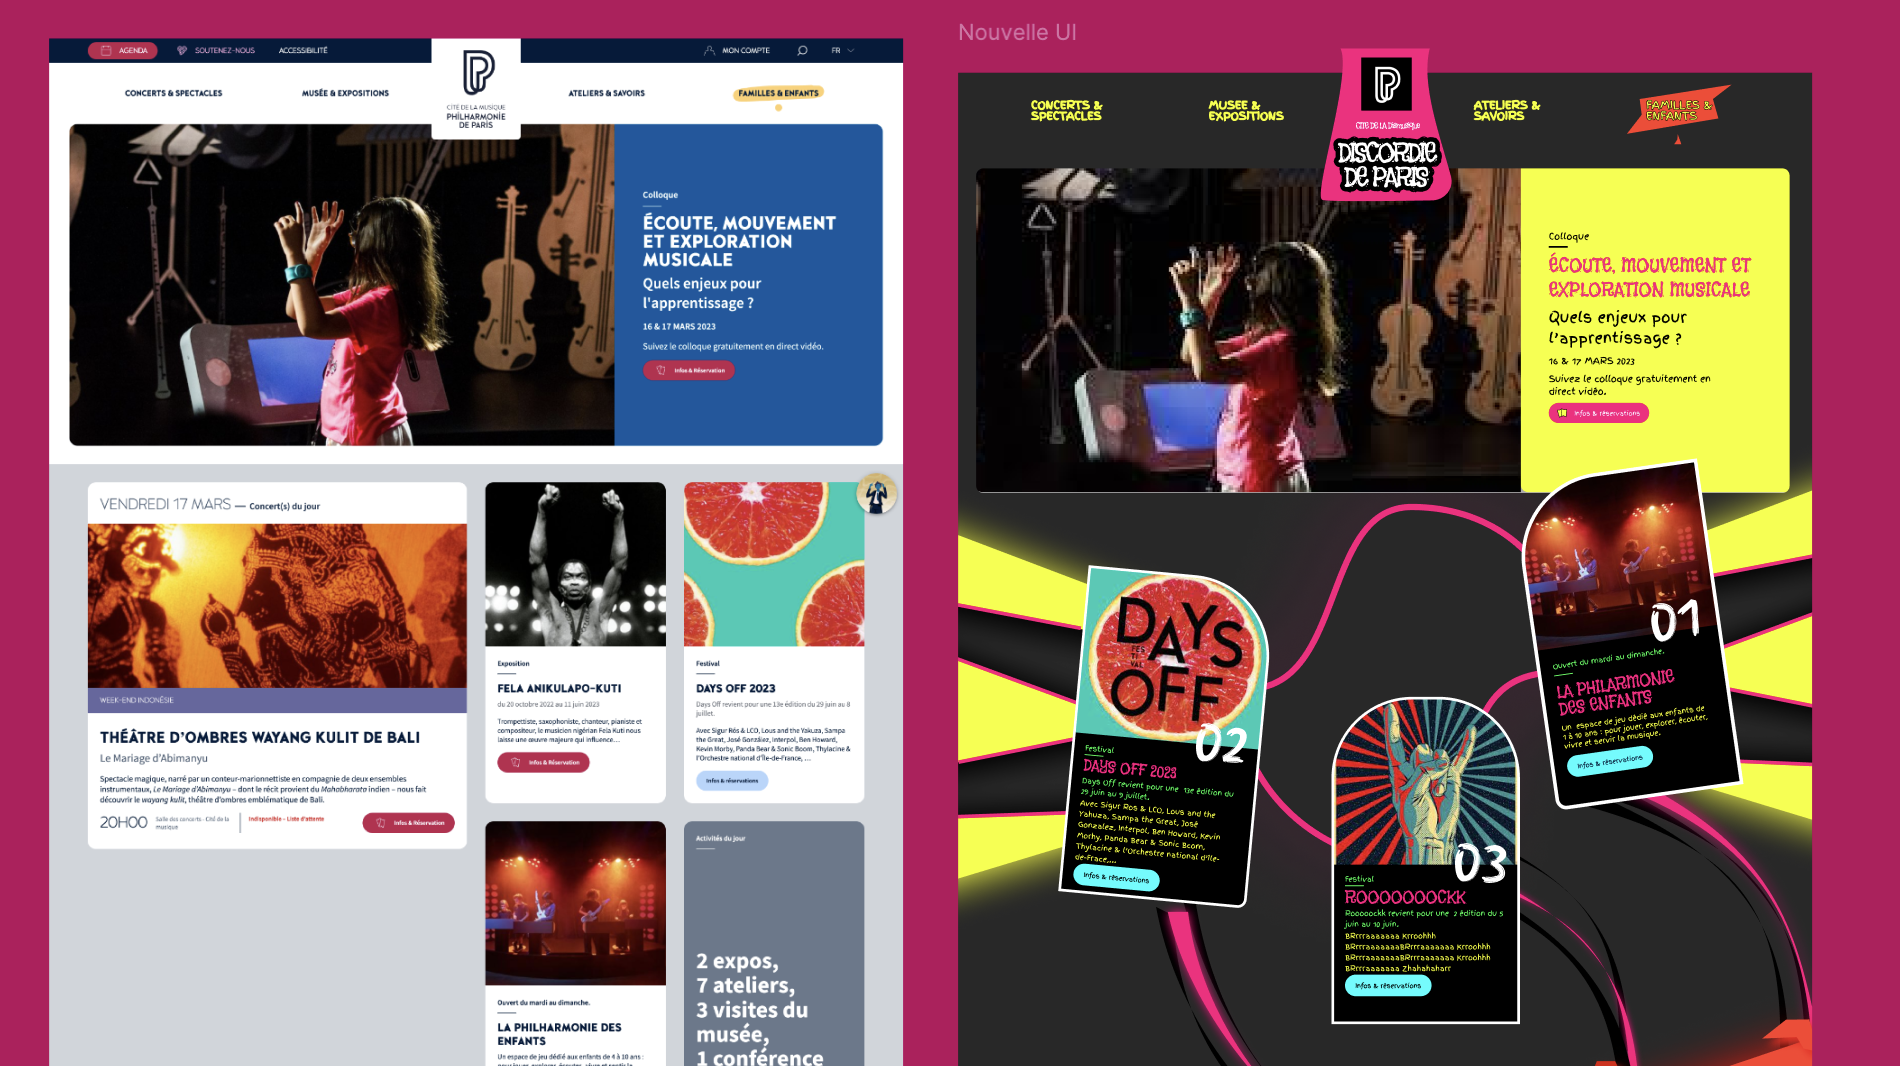 Nouvelle UI
AGENDA
SOUTENEZ-NOUS
ACCESSIBILITÉ
MON COMPTE
FR
CONCERTS & SPECTACLES
MUSÉE & EXPOSITIONS
CITÉ DE LA MUSIQUE
PHILHARMONIE
DE PARIS
ATELIERS & SAVOIRS
FAMILLES & ENFANTS
Colloque
ÉCOUTE, MOUVEMENT
ET EXPLORATION
MUSICALE
Quels enjeux pour
l'apprentissage ?
16 & 17 MARS 2023
Suivez le colloque gratuitement en direct vidéo.
Infos & Réservation
VENDREDI 17 MARS — Concert(s) du jour
WEEK-END INDONÉSIE
THÉÂTRE D'OMBRES WAYANG KULIT DE BALI
Le Mariage d'Abimanyu
Spectacle magique, narré par un conteur-marionnettiste en compagnie de deux ensembles
instrumentaux, Le Mariage d'Abimanyu – dont le récit provient du Mahabharata indien – nous fait
découvrir le wayang kulit, théâtre d'ombres emblématique de Bali.
20H00
Salle des concerts - Cité de la
musique
Indisponible - Liste d'attente
Infos & Réservation
Exposition
FELA ANIKULAPO-KUTI
du 20 octobre 2022 au 11 juin 2023
Trompettiste, saxophoniste, chanteur, pianiste et
compositeur, le musicien nigérian Fela Kuti nous
laisse une œuvre majeure qui influence…
Infos & Réservation
Festival
DAYS OFF 2023
Days Off revient pour une 13e édition du 29 juin au 8
juillet.
Avec Sigur Rós & LCO, Lous and the Yakuza, Sampa
the Great, José González, Interpol, Ben Howard,
Kevin Morby, Panda Bear & Sonic Boom, Thylacine &
l'Orchestre national d'Île-de-France, …
Infos & réservations
Ouvert du mardi au dimanche.
LA PHILHARMONIE DES
ENFANTS
Un espace de jeu dédié aux enfants de 4 à 10 ans :
Activités du jour
2 expos,
7 ateliers,
3 visites du
musée,
1 conférence
CONCERTS &
SPECTACLES
MUSEE &
EXPOSITIONS
CITE DE LA Dismusique
DISCORDIE
DE PARIS
ATELIERS &
SAVOIRS
FAMILLES &
ENFANTS
Colloque
ÉCOUTE, MOUVEMENT ET
EXPLORATION MUSICALE
Quels enjeux pour
l'apprentissage ?
16 & 17 MARS 2023
Suivez le colloque gratuitement en
direct vidéo.
Infos & réservations
01
Ouvert du mardi au dimanche.
LA PHILARMONIE
DES ENFANTS
Un espace de jeu dédié aux enfants de
1 à 10 ans : pour jouer, explorer, écouter,
vivre et servir la musique.
Infos & réservations
DAYS
FES
TI
VAL
OFF
02
Festival
DAYS OFF 2023
Days Off revient pour une 13e édition du
29 juin au 9 juillet.
Avec Sigur Ros & LCO, Lous and the
Yahuza, Sampa the Great, José
Gonzalez, Interpol, Ben Howard, Kevin
Morhy, Panda Bear & Sonic Bcom,
Thylacine & l'Orchestre national d'île-
de-Frace,...
Infos & réservations
03
Festival
ROOOOOOOCKK
Rooooockk revient pour une 2 édition du 5
juin au 10 juin.
BRrrraaaaaaa Krroohhh
BRrrraaaaaaaBRrrraaaaaaa Krroohhh
BRrrraaaaaaaBRrrraaaaaaa Krroohhh
BRrrraaaaaaa Zhahahaharr
Infos & réservations